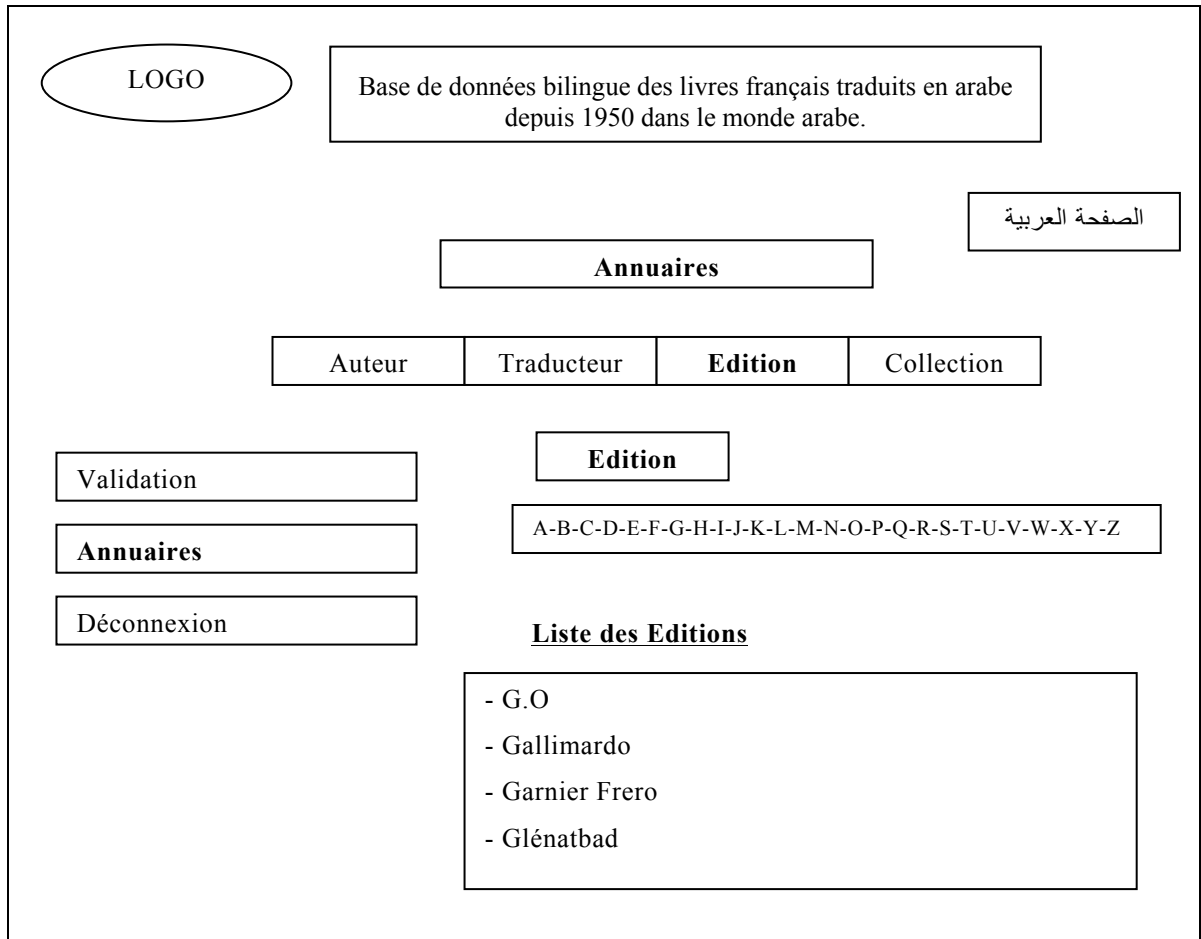 LOGO
Base de données bilingue des livres français traduits en arabe
depuis 1950 dans le monde arabe.
الصفحة العربية
Annuaires
Auteur Traducteur Edition Collection
Edition
Validation
A-B-C-D-E-F-G-H-I-J-K-L-M-N-O-P-Q-R-S-T-U-V-W-X-Y-Z
Annuaires
Déconnexion
Liste des Editions
- G.O
- Gallimardo
- Garnier Frero
- Glénatbad